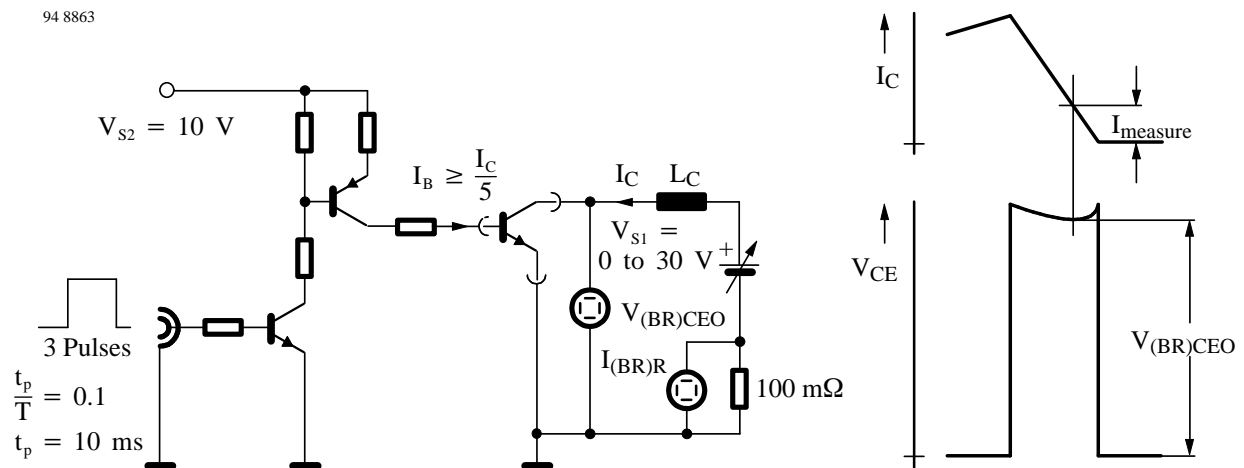 94 8863
V_S2 = 10 V
I_B ≥ I_C/5
I_C
L_C
V_S1 =
0 to 30 V
+
V_(BR)CEO
I_(BR)R
100 mΩ
3 Pulses
t_p/T = 0.1
t_p = 10 ms
I_C
I_measure
V_CE
V_(BR)CEO